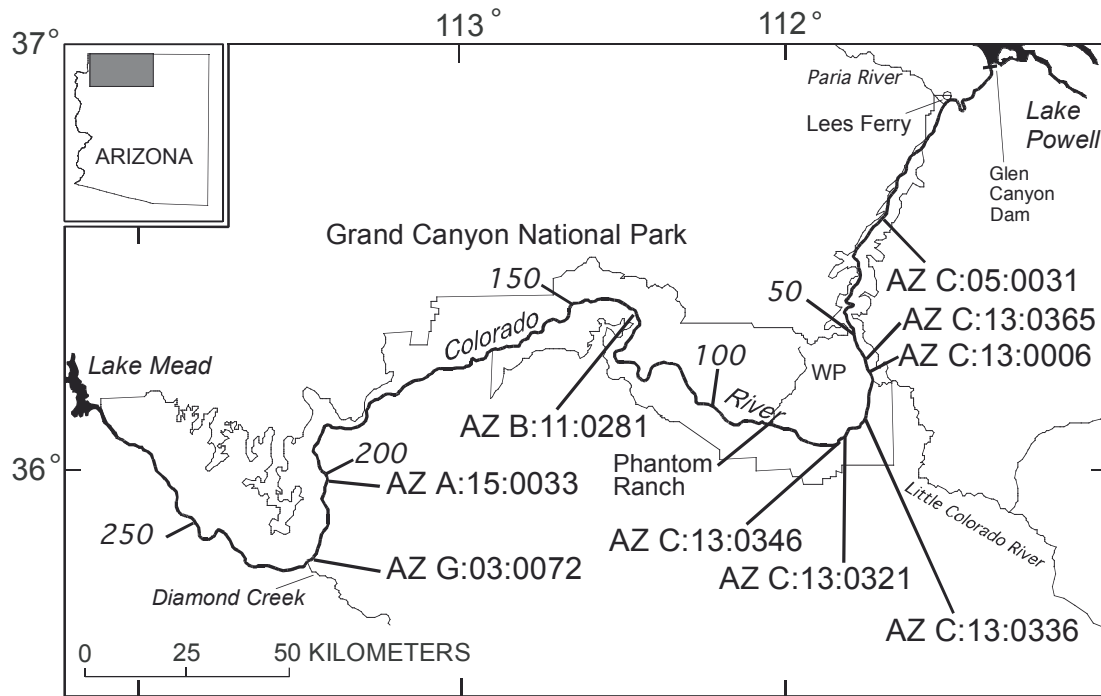 113°
112°
37°
Paria River
Lees Ferry
Lake
Powell
ARIZONA
Glen
Canyon
Dam
Grand Canyon National Park
150
50
AZ C:05:0031
AZ C:13:0365
Colorado
AZ C:13:0006
Lake Mead
100
WP
River
AZ B:11:0281
36°
200
Phantom
Ranch
AZ A:15:0033
Little Colorado River
250
AZ C:13:0346
AZ G:03:0072
AZ C:13:0321
Diamond Creek
AZ C:13:0336
0 25 50 KILOMETERS